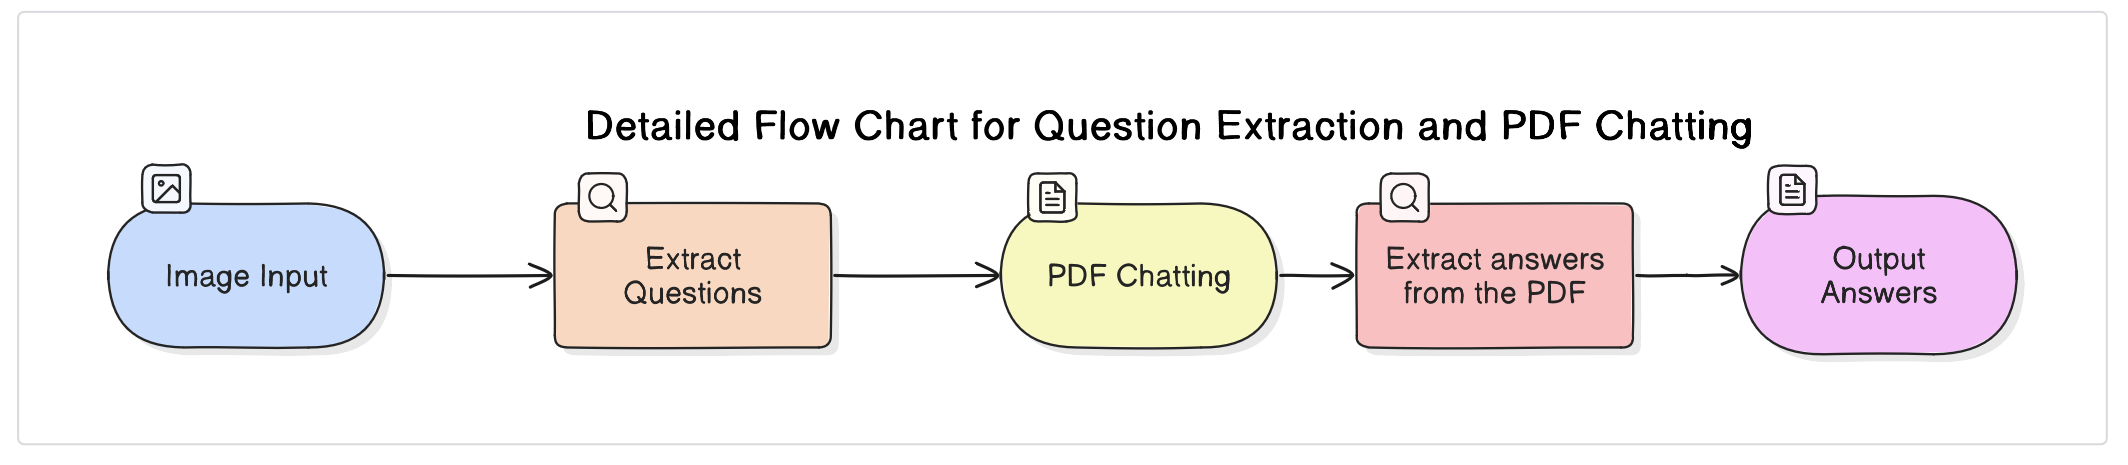 Detailed Flow Chart for Question Extraction and PDF Chatting
Image Input
Extract
Questions
PDF Chatting
Extract answers
from the PDF
Output
Answers